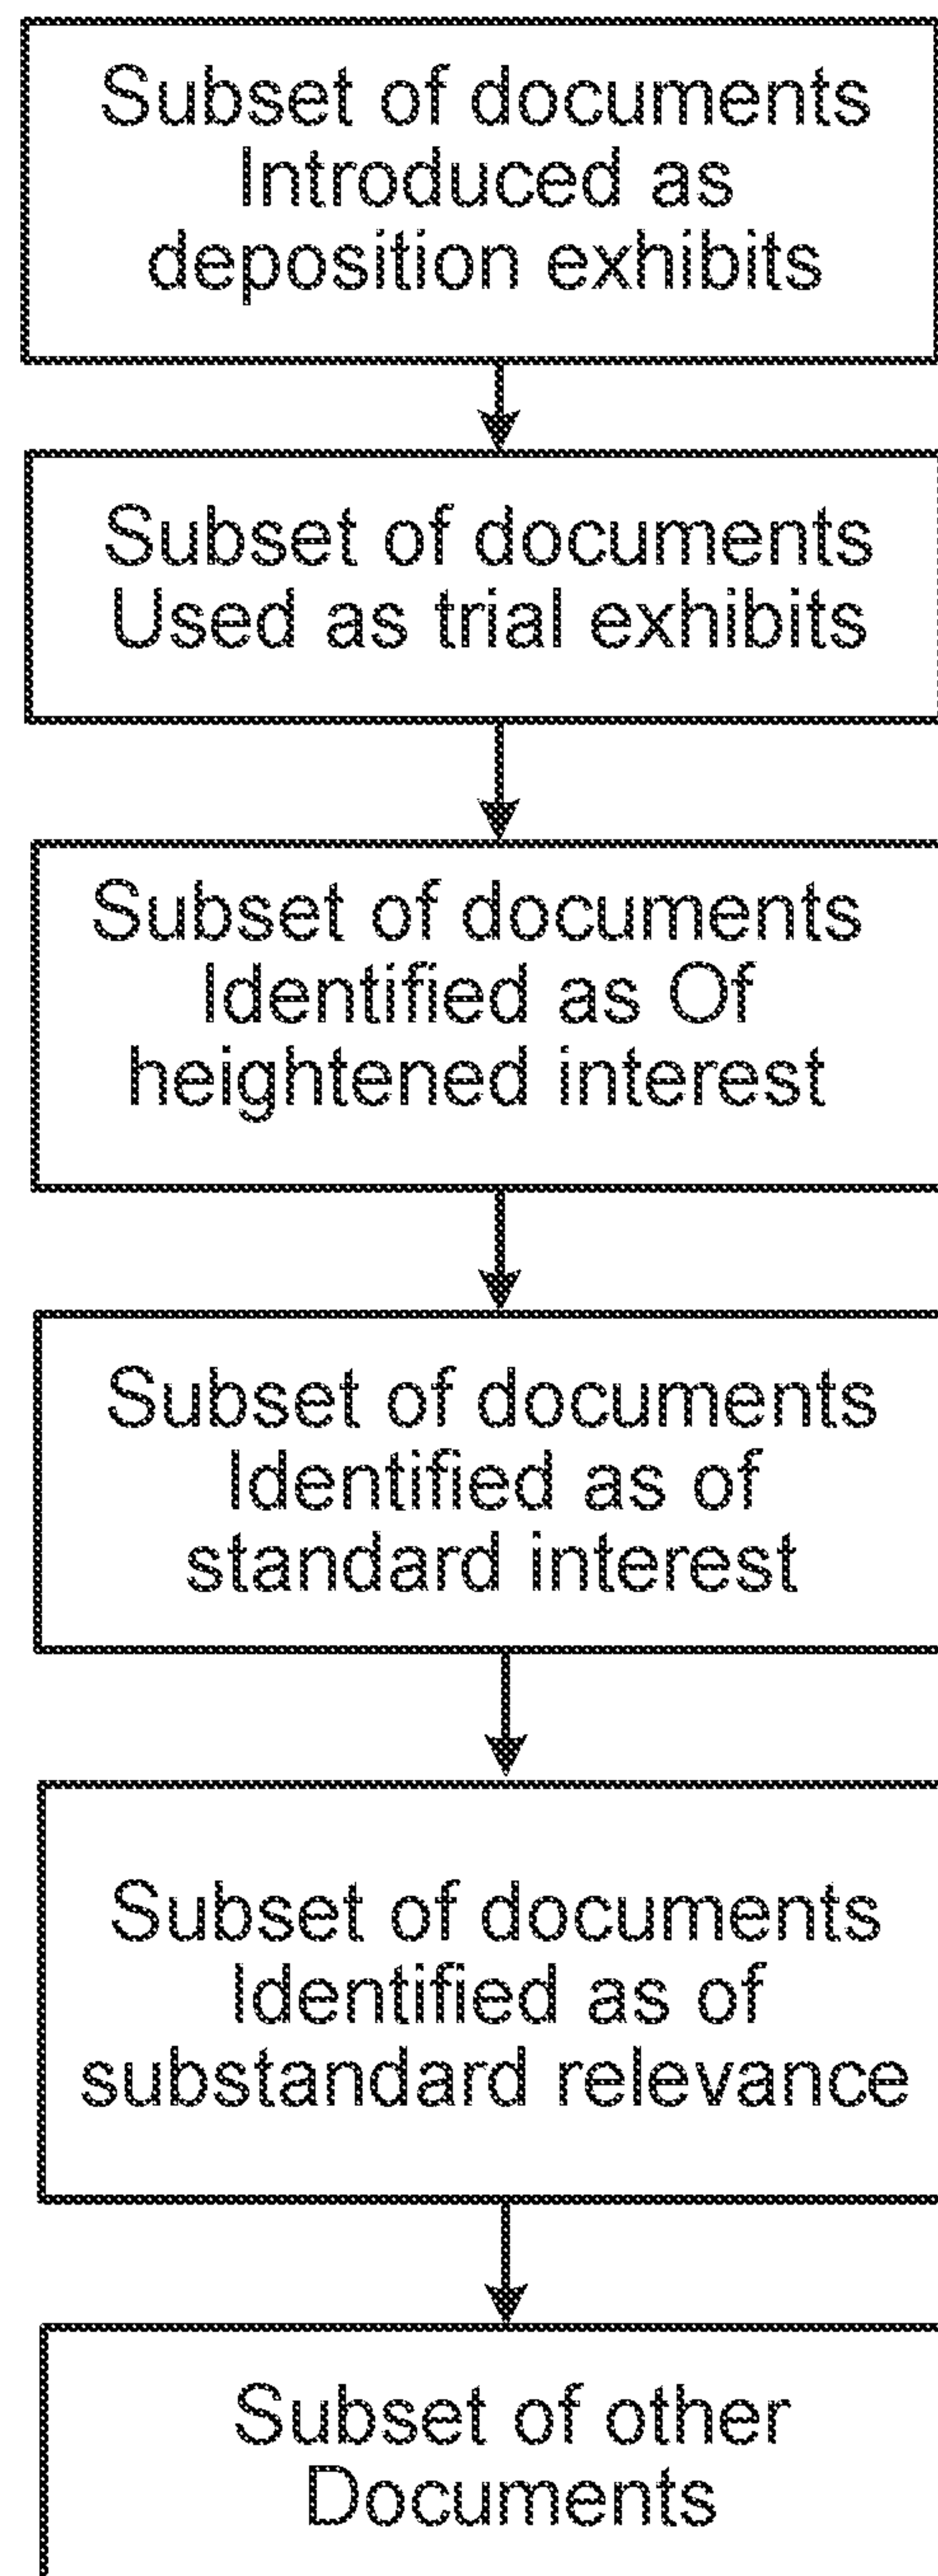 Subset of documents
Introduced as
deposition exhibits
Subset of documents
Used as trial exhibits
Subset of documents
Identified as Of
heightened interest
Subset of documents
Identified as of
standard interest
Subset of documents
Identified as of
substandard relevance
Subset of other
Documents